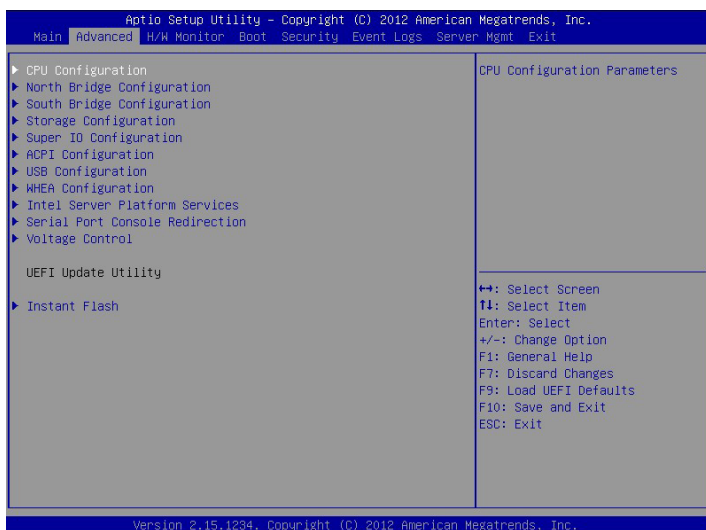 Aptio Setup Utility – Copyright (C) 2012 American Megatrends, Inc.
Main Advanced H/W Monitor Boot Security Event Logs Server Mgmt Exit
CPU Configuration
North Bridge Configuration
South Bridge Configuration
Storage Configuration
Super IO Configuration
ACPI Configuration
USB Configuration
WHEA Configuration
Intel Server Platform Services
Serial Port Console Redirection
Voltage Control
UEFI Update Utility
Instant Flash
CPU Configuration Parameters
↔: Select Screen
↑↓: Select Item
Enter: Select
+/-: Change Option
F1: General Help
F7: Discard Changes
F9: Load UEFI Defaults
F10: Save and Exit
ESC: Exit
Version 2.15.1234. Copyright (C) 2012 American Megatrends, Inc.